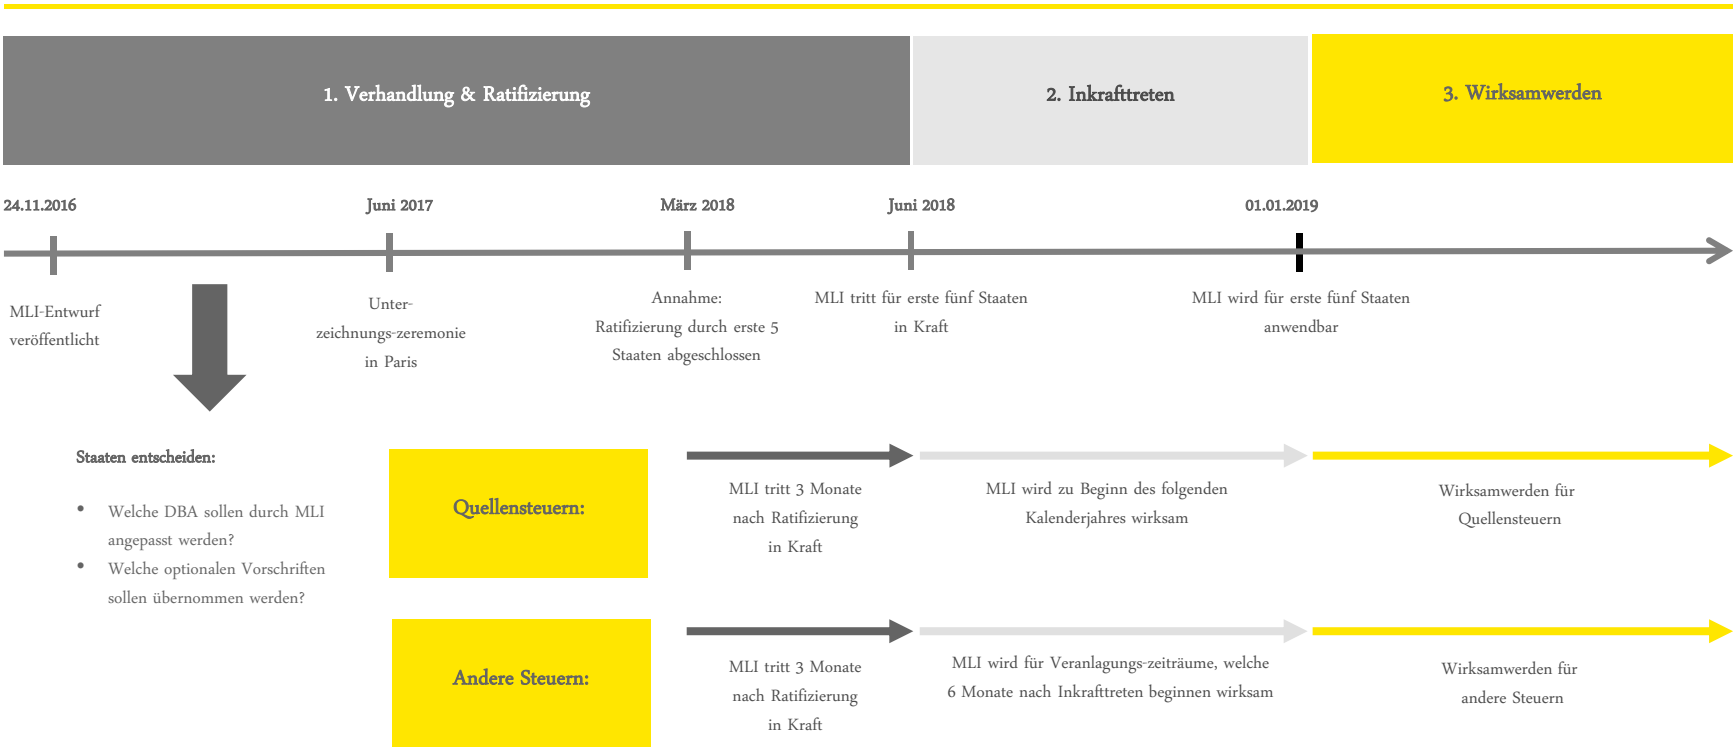 1. Verhandlung & Ratifizierung
2. Inkrafttreten
3. Wirksamwerden
24.11.2016
Juni 2017
März 2018
Juni 2018
01.01.2019
MLI-Entwurf
veröffentlicht
Unter-
zeichnungs-zeremonie
in Paris
Annahme:
Ratifizierung durch erste 5
Staaten abgeschlossen
MLI tritt für erste fünf Staaten
in Kraft
MLI wird für erste fünf Staaten
anwendbar
Staaten entscheiden:
• Welche DBA sollen durch MLI
angepasst werden?
• Welche optionalen Vorschriften
sollen übernommen werden?
Quellensteuern:
MLI tritt 3 Monate
nach Ratifizierung
in Kraft
MLI wird zu Beginn des folgenden
Kalenderjahres wirksam
Wirksamwerden für
Quellensteuern
Andere Steuern:
MLI tritt 3 Monate
nach Ratifizierung
in Kraft
MLI wird für Veranlagungs-zeiträume, welche
6 Monate nach Inkrafttreten beginnen wirksam
Wirksamwerden für
andere Steuern